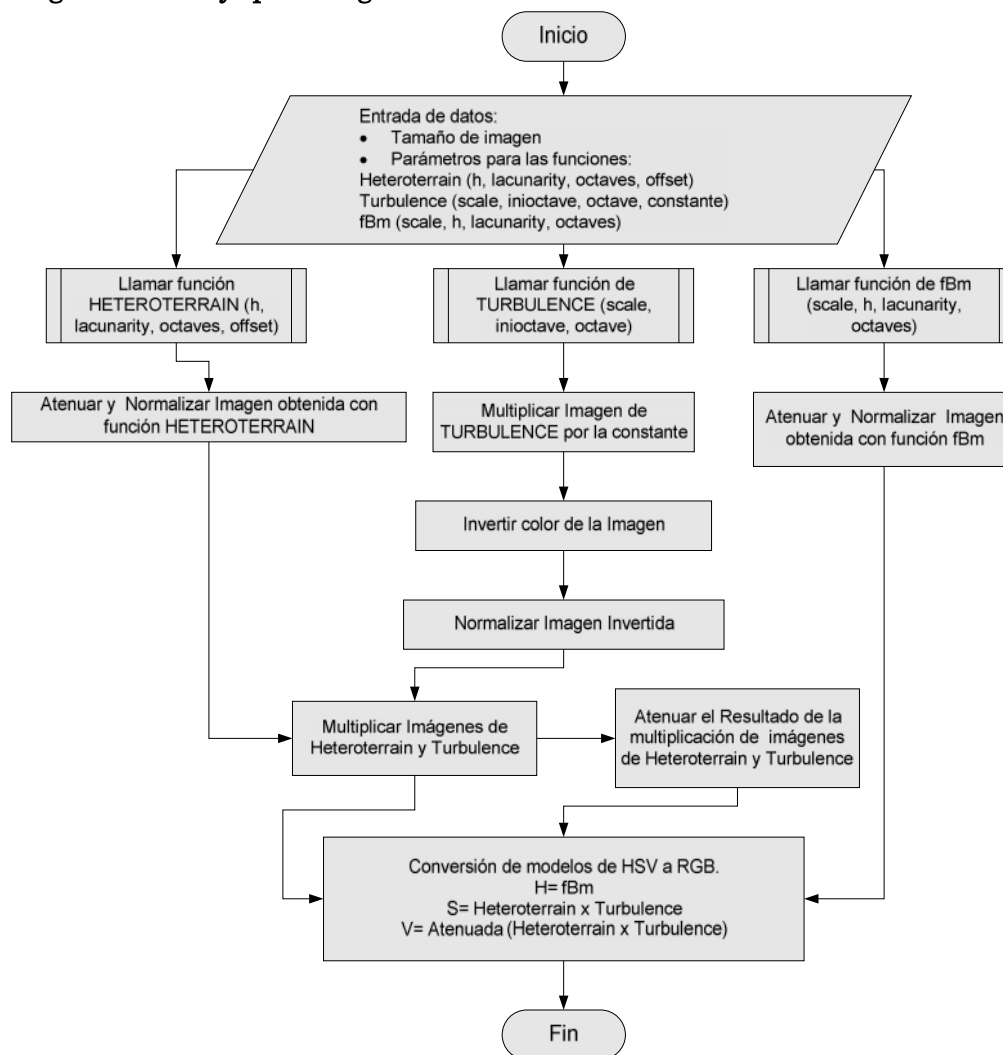 Inicio
Entrada de datos:
• Tamaño de imagen
• Parámetros para las funciones:
Heteroterrain (h, lacunarity, octaves, offset)
Turbulence (scale, inioctave, octave, constante)
fBm (scale, h, lacunarity, octaves)
Llamar función
HETEROTERRAIN (h,
lacunarity, octaves, offset)
Llamar función de
TURBULENCE (scale,
inioctave, octave)
Llamar función de fBm
(scale, h, lacunarity,
octaves)
Atenuar y Normalizar Imagen obtenida con
función HETEROTERRAIN
Multiplicar Imagen de
TURBULENCE por la constante
Atenuar y Normalizar Imagen
obtenida con función fBm
Invertir color de la Imagen
Normalizar Imagen Invertida
Multiplicar Imágenes de
Heteroterrain y Turbulence
Atenuar el Resultado de la
multiplicación de imágenes
de Heteroterrain y Turbulence
Conversión de modelos de HSV a RGB.
H= fBm
S= Heteroterrain x Turbulence
V= Atenuada (Heteroterrain x Turbulence)
Fin